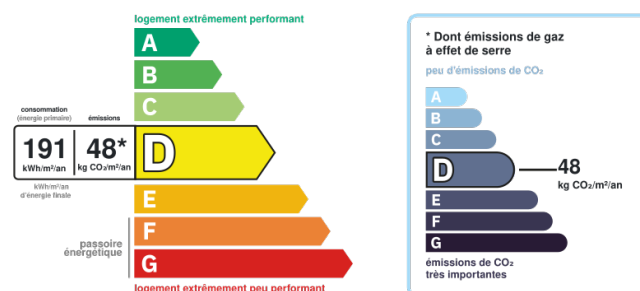 logement extrêmement performant
A
B
C
consommation
(énergie primaire)
émissions
191
kWh/m²/an
48*
kg CO₂/m²/an
D
kWh/m²/an
d'énergie finale
E
F
G
passoire
énergétique
logement extrêmement peu performant
* Dont émissions de gaz
à effet de serre
peu d'émissions de CO₂
A
B
C
D
48
kg CO₂/m²/an
E
F
G
émissions de CO₂
très importantes